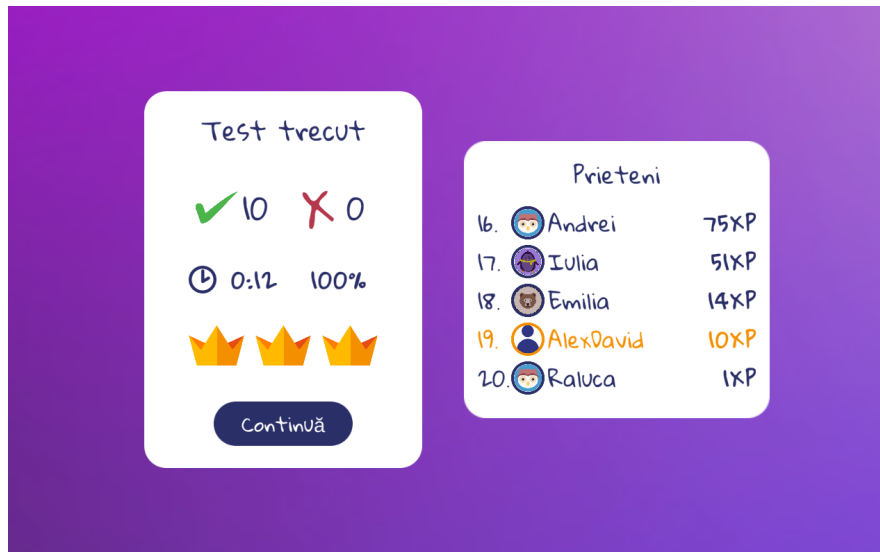 Test trecut
10 0
0:12 100%
Continuă
Prieteni
16. Andrei 75XP
17. Iulia 51XP
18. Emilia 14XP
19. AlexDavid 10XP
20. Raluca 1XP